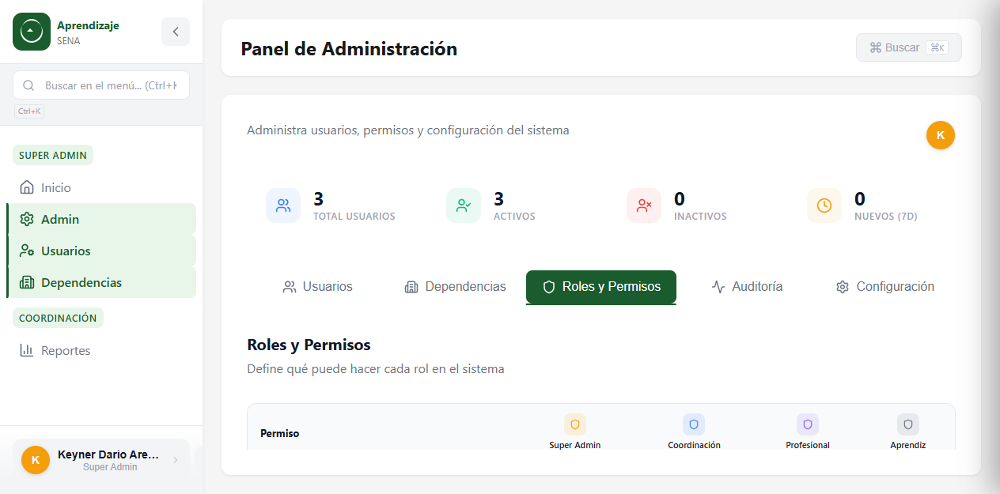 Aprendizaje
SENA
Buscar en el menú... (Ctrl+K
Ctrl+K
SUPER ADMIN
Inicio
Admin
Usuarios
Dependencias
COORDINACIÓN
Reportes
K
Keyner Dario Are...
Super Admin
Panel de Administración
⌘ Buscar ⌘K
Administra usuarios, permisos y configuración del sistema
K
3
TOTAL USUARIOS
3
ACTIVOS
0
INACTIVOS
0
NUEVOS (7D)
Usuarios
Dependencias
Roles y Permisos
Auditoría
Configuración
Roles y Permisos
Define qué puede hacer cada rol en el sistema
Permiso
Super Admin
Coordinación
Profesional
Aprendiz